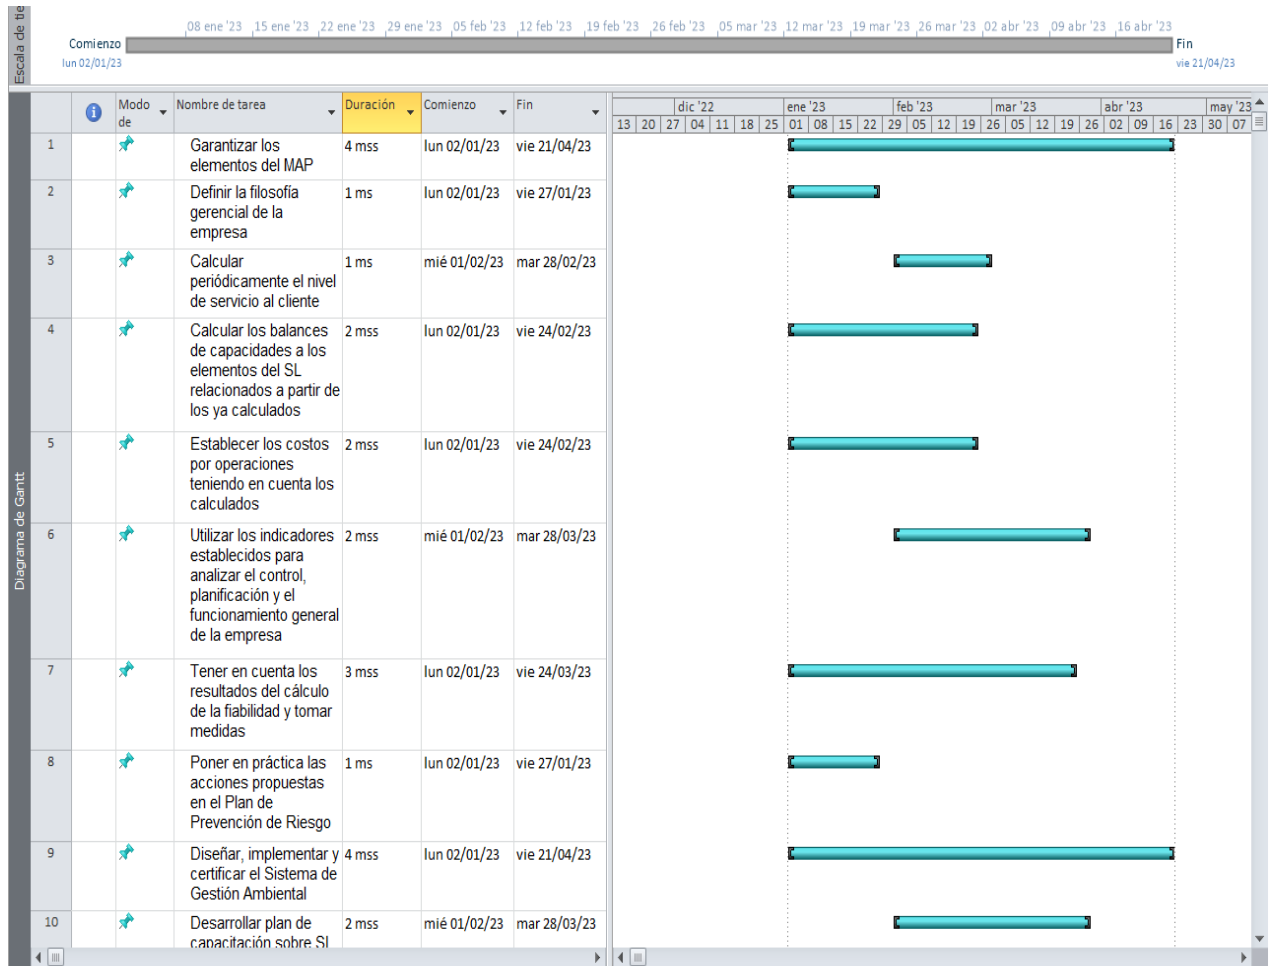 Escala de tie
08 ene '23 15 ene '23 22 ene '23 29 ene '23 05 feb '23 12 feb '23 19 feb '23 26 feb '23 05 mar '23 12 mar '23 19 mar '23 26 mar '23 02 abr '23 09 abr '23 16 abr '23
Comienzo
lun 02/01/23
Fin
vie 21/04/23
Diagrama de Gantt
Modo de
Nombre de tarea
Duración
Comienzo
Fin
dic '22 ene '23 feb '23 mar '23 abr '23 may '23
13 20 27 04 11 18 25 01 08 15 22 29 05 12 19 26 05 12 19 26 02 09 16 23 30 07
1
Garantizar los
elementos del MAP
4 mss lun 02/01/23 vie 21/04/23
2
Definir la filosofía
gerencial de la
empresa
1 ms lun 02/01/23 vie 27/01/23
3
Calcular
periódicamente el nivel
de servicio al cliente
1 ms mié 01/02/23 mar 28/02/23
4
Calcular los balances
de capacidades a los
elementos del SL
relacionados a partir de
los ya calculados
2 mss lun 02/01/23 vie 24/02/23
5
Establecer los costos
por operaciones
teniendo en cuenta los
calculados
2 mss lun 02/01/23 vie 24/02/23
6
Utilizar los indicadores
establecidos para
analizar el control,
planificación y el
funcionamiento general
de la empresa
2 mss mié 01/02/23 mar 28/03/23
7
Tener en cuenta los
resultados del cálculo
de la fiabilidad y tomar
medidas
3 mss lun 02/01/23 vie 24/03/23
8
Poner en práctica las
acciones propuestas
en el Plan de
Prevención de Riesgo
1 ms lun 02/01/23 vie 27/01/23
9
Diseñar, implementar y
certificar el Sistema de
Gestión Ambiental
4 mss lun 02/01/23 vie 21/04/23
10
Desarrollar plan de
capacitación sobre SL
2 mss mié 01/02/23 mar 28/03/23